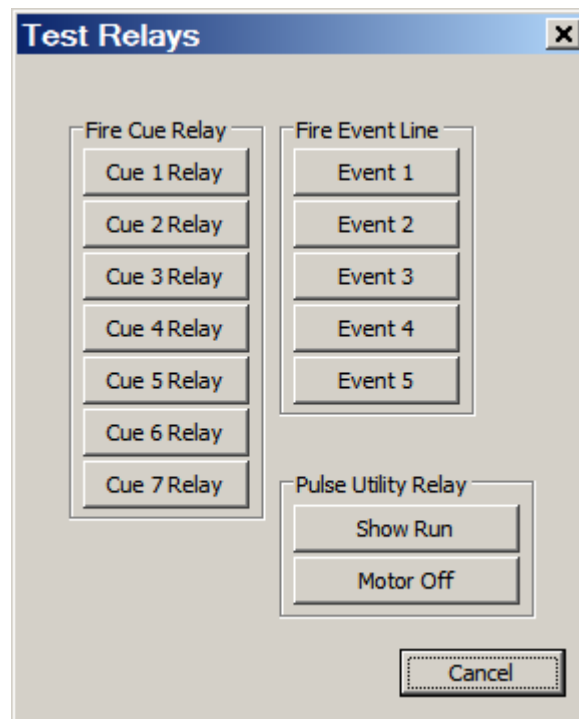 Test Relays
Fire Cue Relay
Cue 1 Relay
Cue 2 Relay
Cue 3 Relay
Cue 4 Relay
Cue 5 Relay
Cue 6 Relay
Cue 7 Relay
Fire Event Line
Event 1
Event 2
Event 3
Event 4
Event 5
Pulse Utility Relay
Show Run
Motor Off
Cancel